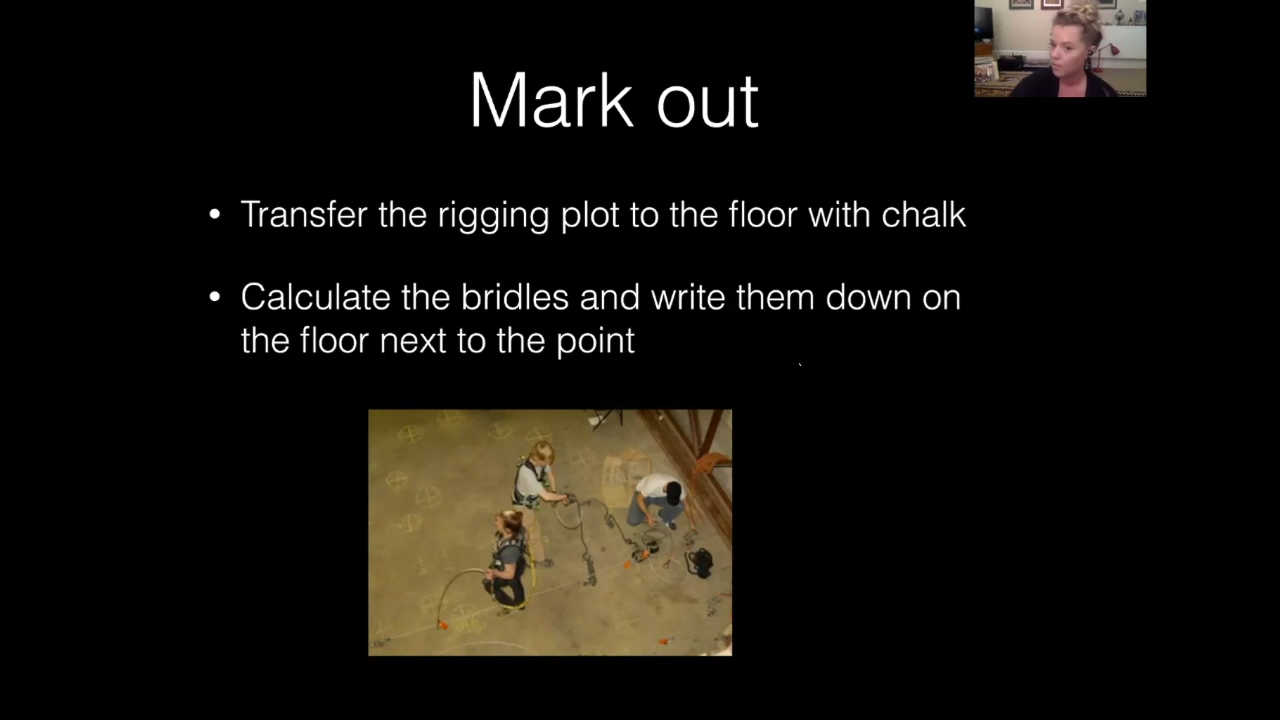 Mark out
• Transfer the rigging plot to the floor with chalk
• Calculate the bridles and write them down on
the floor next to the point